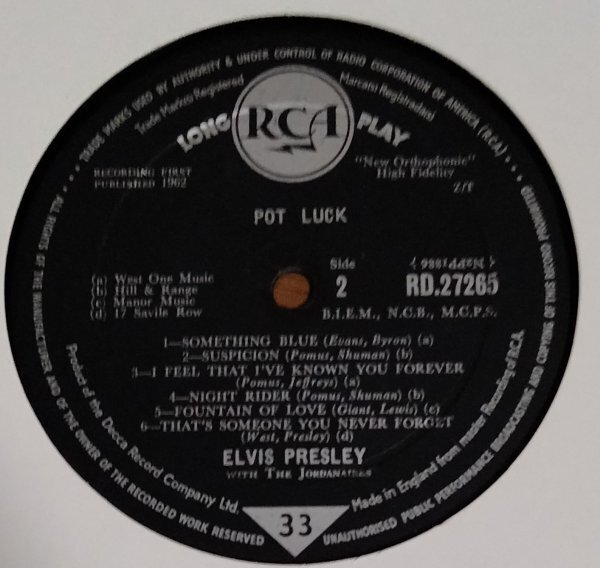 TRADE MARKS USED BY AUTHORITY & UNDER CONTROL OF RADIO CORPORATION OF AMERICA (RCA)
Trade Marks Registered
Marcas Registradas
LONG RCA PLAY
RECORDING FIRST
PUBLISHED 1962
"New Orthophonic"
High Fidelity
Z/T
POT LUCK
(a) West One Music
(b) Hill & Range
(c) Manor Music
(d) 17 Savile Row
Side
2
RD.27265
B.I.E.M., N.C.B., M.C.P.S.
1—SOMETHING BLUE (Evans, Byron) (a)
2—SUSPICION (Pomus, Shuman) (b)
3—I FEEL THAT I'VE KNOWN YOU FOREVER
(Pomus, Jeffreys) (a)
4—NIGHT RIDER (Pomus, Shuman) (b)
5—FOUNTAIN OF LOVE (Giant, Lewis) (c)
6—THAT'S SOMEONE YOU NEVER FORGET
(West, Presley) (d)
ELVIS PRESLEY
WITH THE JORDANAIRES
Product of the Decca Record Company Ltd.
Made in England from master Recording of RCA
33
ALL RIGHTS OF THE MANUFACTURER AND OF THE OWNER OF THE RECORDED WORK RESERVED
UNAUTHORISED PUBLIC PERFORMANCE BROADCASTING AND COPYING OF THIS RECORD PROHIBITED